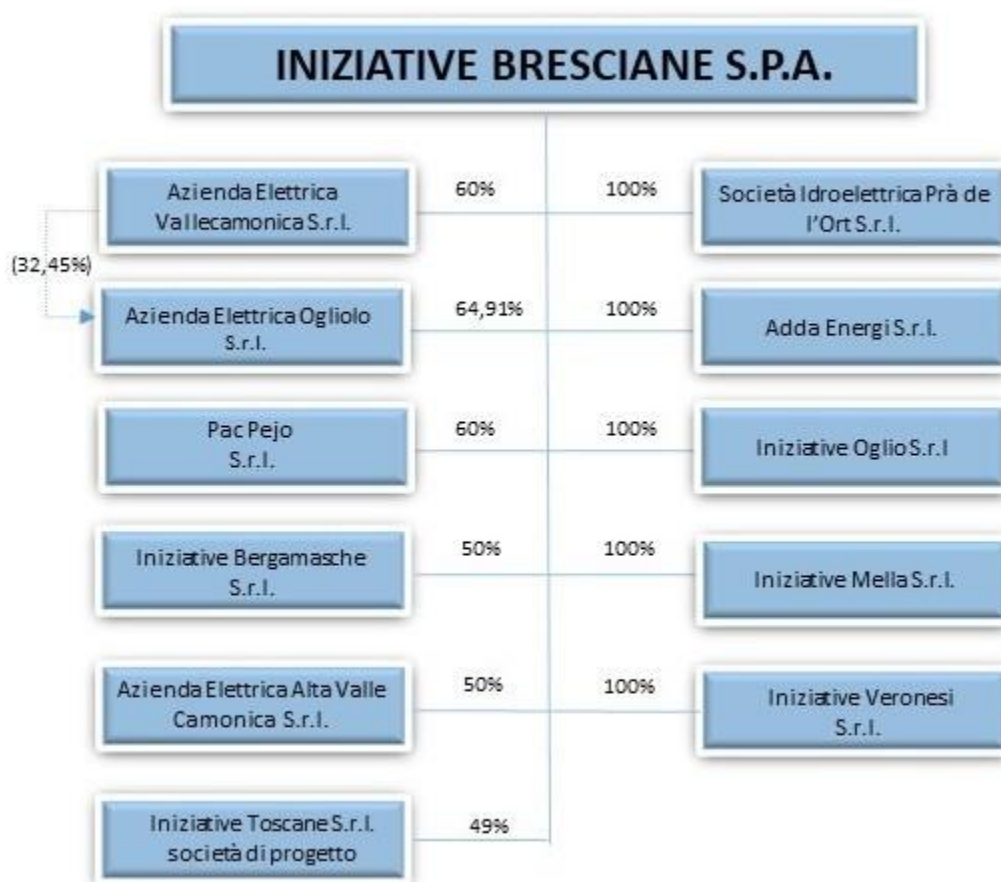 INIZIATIVE BRESCIANE S.P.A.
Azienda Elettrica
Vallecamonica S.r.l.
60%
100%
Società Idroelettrica Prà de
l'Ort S.r.l.
(32,45%)
Azienda Elettrica Ogliolo
S.r.l.
64,91%
100%
Adda Energi S.r.l.
Pac Pejo
S.r.l.
60%
100%
Iniziative Oglio S.r.l
Iniziative Bergamasche
S.r.l.
50%
100%
Iniziative Mella S.r.l.
Azienda Elettrica Alta Valle
Camonica S.r.l.
50%
100%
Iniziative Veronesi
S.r.l.
Iniziative Toscane S.r.l.
società di progetto
49%